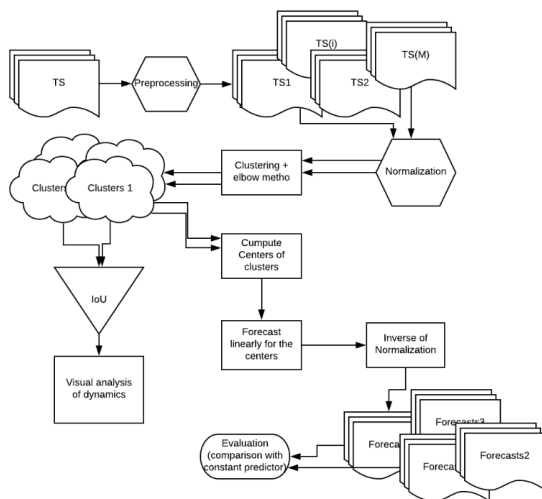 TS
Preprocessing
TS1
TS(i)
TS2
TS(M)
Normalization
Clustering +
elbow metho
Clusters
Clusters 1
Cumpute
Centers of
clusters
IoU
Forecast
linearly for the
centers
Inverse of
Normalization
Visual analysis
of dynamics
Evaluation
(comparison with
constant predictor)
Forecasts2